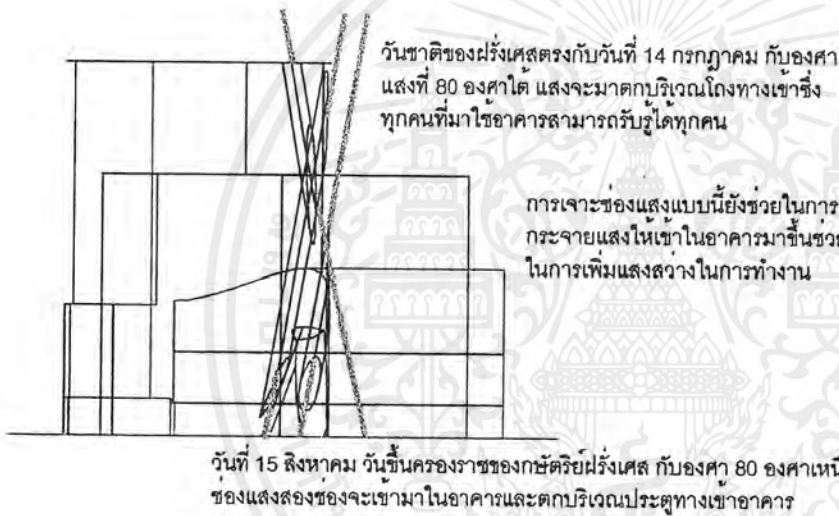 วันชาติของฝรั่งเศสตรงกับวันที่ 14 กรกฎาคม กับองศา
แสงที่ 80 องศาใต้ แสงจะมาตกบริเวณโถงทางเข้าซึ่ง
ทุกคนที่มาใช้อาคารสามารถรับรู้ได้ทุกคน
การเจาะช่องแสงแบบนี้ยังช่วยในการ
กระจายแสงให้เข้าในอาคารมาขึ้นช่วย
ในการเพิ่มแสงสว่างในการทำงาน
วันที่ 15 สิงหาคม วันขึ้นครองราชของกษัตริย์ฝรั่งเศส กับองศา 80 องศาเหนื
ช่องแสงสองช่องจะเข้ามาในอาคารและตกบริเวณประตูทางเข้าอาคาร